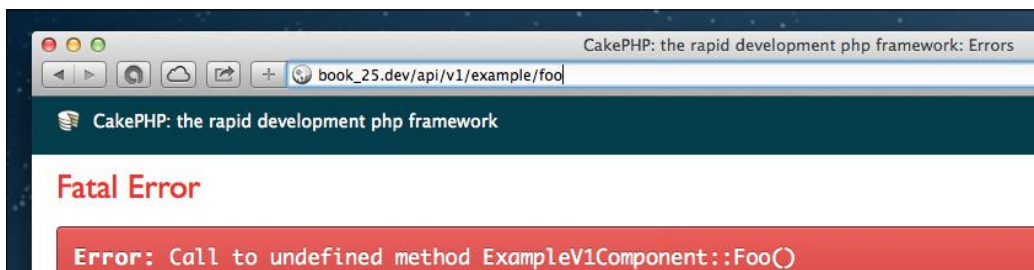 CakePHP: the rapid development php framework: Errors
book_25.dev/api/v1/example/foo
CakePHP: the rapid development php framework
Fatal Error
Error: Call to undefined method ExampleV1Component::Foo()